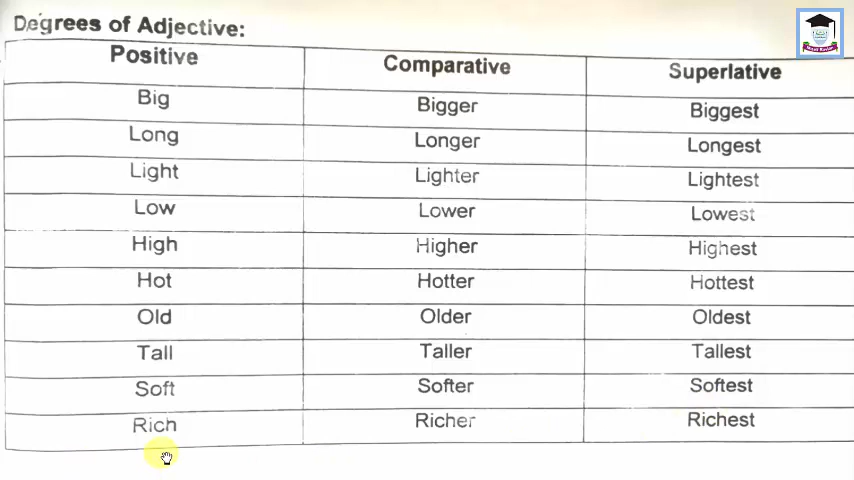 Degrees of Adjective:
Positive Comparative Superlative
Big Bigger Biggest
Long Longer Longest
Light Lighter Lightest
Low Lower Lowest
High Higher Highest
Hot Hotter Hottest
Old Older Oldest
Tall Taller Tallest
Soft Softer Softest
Rich Richer Richest